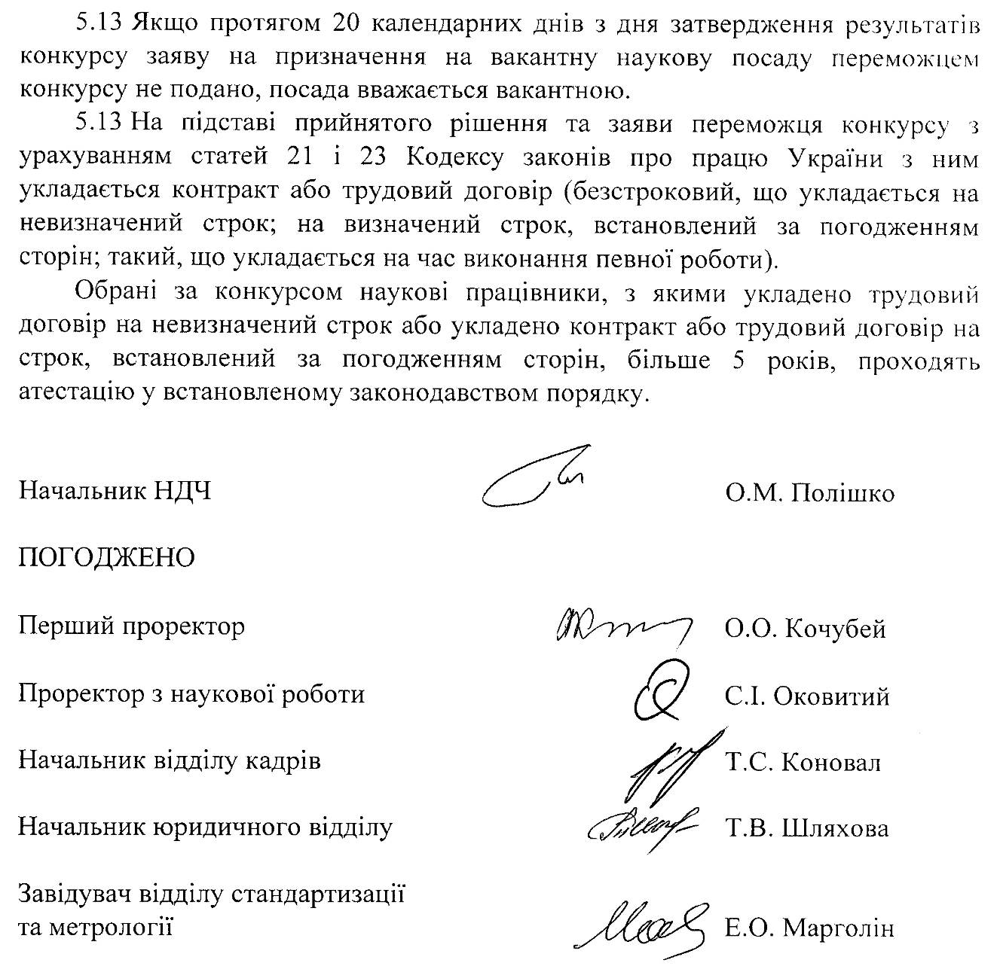 5.13 Якщо протягом 20 календарних днів з дня затвердження результатів
конкурсу заяву на призначення на вакантну наукову посаду переможцем
конкурсу не подано, посада вважається вакантною.
5.13 На підставі прийнятого рішення та заяви переможця конкурсу з
урахуванням статей 21 і 23 Кодексу законів про працю України з ним
укладається контракт або трудовий договір (безстроковий, що укладається на
невизначений строк; на визначений строк, встановлений за погодженням
сторін; такий, що укладається на час виконання певної роботи).
Обрані за конкурсом наукові працівники, з якими укладено трудовий
договір на невизначений строк або укладено контракт або трудовий договір на
строк, встановлений за погодженням сторін, більше 5 років, проходять
атестацію у встановленому законодавством порядку.
Начальник НДЧ О.М. Полішко
ПОГОДЖЕНО
Перший проректор О.О. Кочубей
Проректор з наукової роботи С.І. Оковитий
Начальник відділу кадрів Т.С. Коновал
Начальник юридичного відділу Т.В. Шляхова
Завідувач відділу стандартизації
та метрології Е.О. Марголін